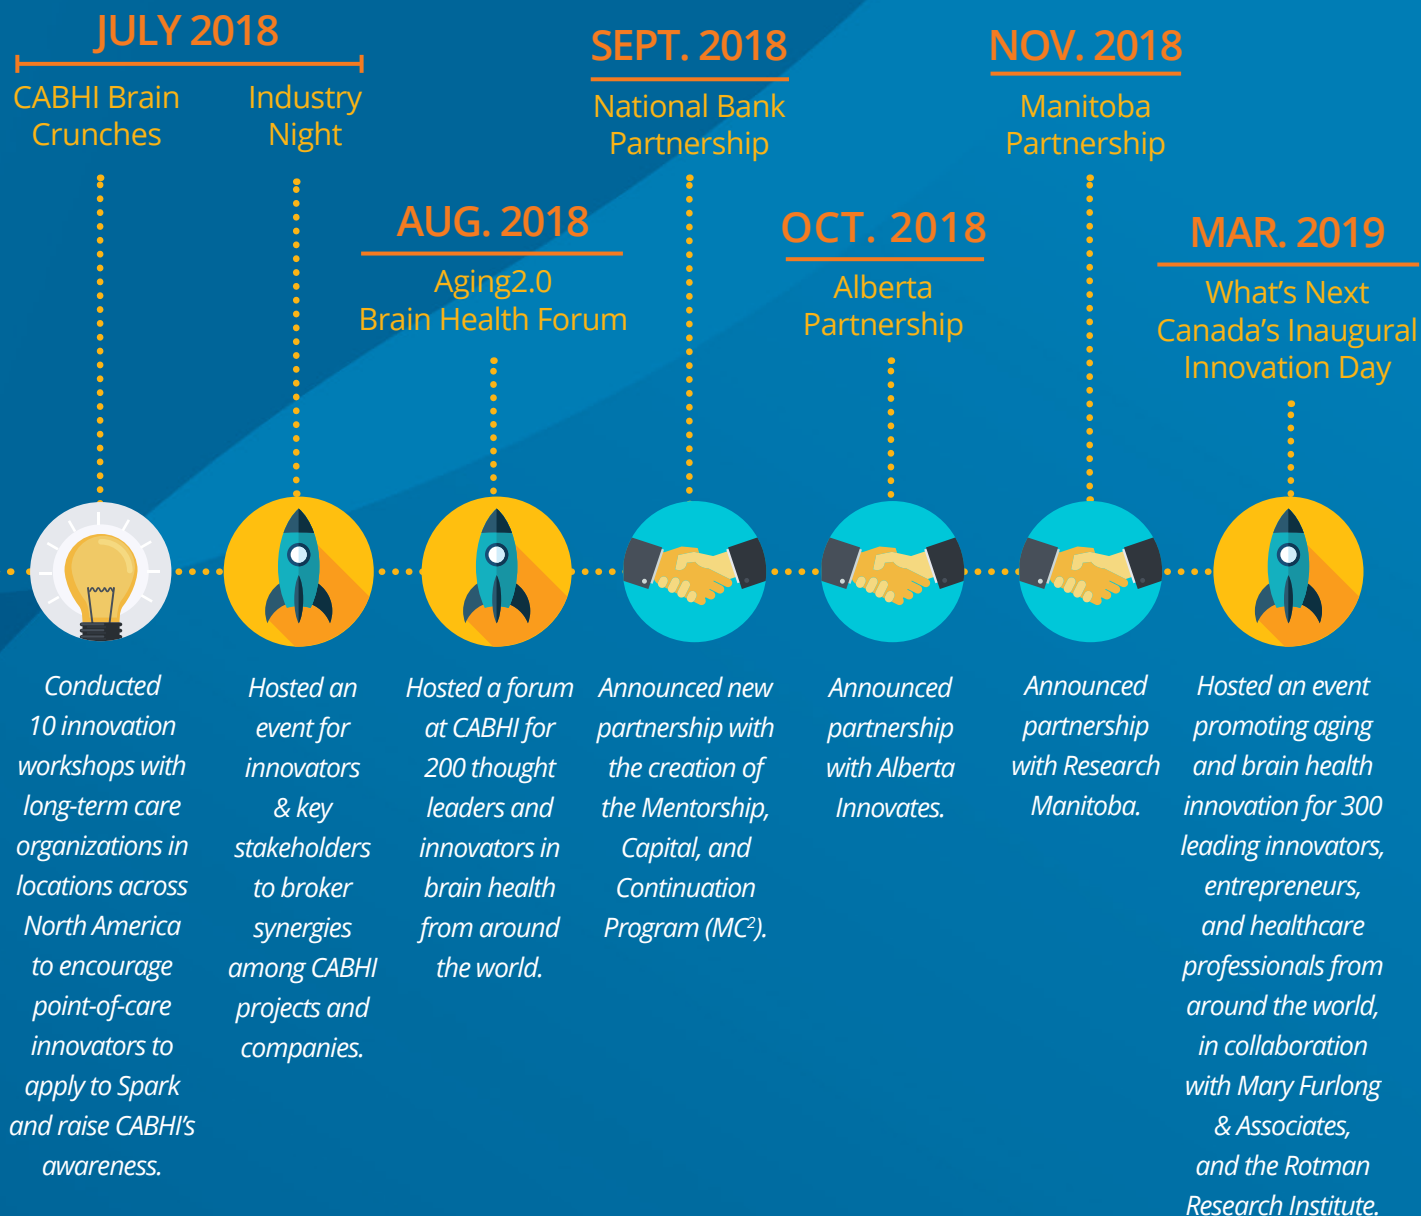 JULY 2018
CABHI Brain
Crunches
Industry
Night
AUG. 2018
Aging2.0
Brain Health Forum
SEPT. 2018
National Bank
Partnership
OCT. 2018
Alberta
Partnership
NOV. 2018
Manitoba
Partnership
MAR. 2019
What's Next
Canada's Inaugural
Innovation Day
Conducted
10 innovation
workshops with
long-term care
organizations in
locations across
North America
to encourage
point-of-care
innovators to
apply to Spark
and raise CABHI's
awareness.
Hosted an
event for
innovators
& key
stakeholders
to broker
synergies
among CABHI
projects and
companies.
Hosted a forum
at CABHI for
200 thought
leaders and
innovators in
brain health
from around
the world.
Announced new
partnership with
the creation of
the Mentorship,
Capital, and
Continuation
Program (MC²).
Announced
partnership
with Alberta
Innovates.
Announced
partnership
with Research
Manitoba.
Hosted an event
promoting aging
and brain health
innovation for 300
leading innovators,
entrepreneurs,
and healthcare
professionals from
around the world,
in collaboration
with Mary Furlong
& Associates,
and the Rotman
Research Institute.